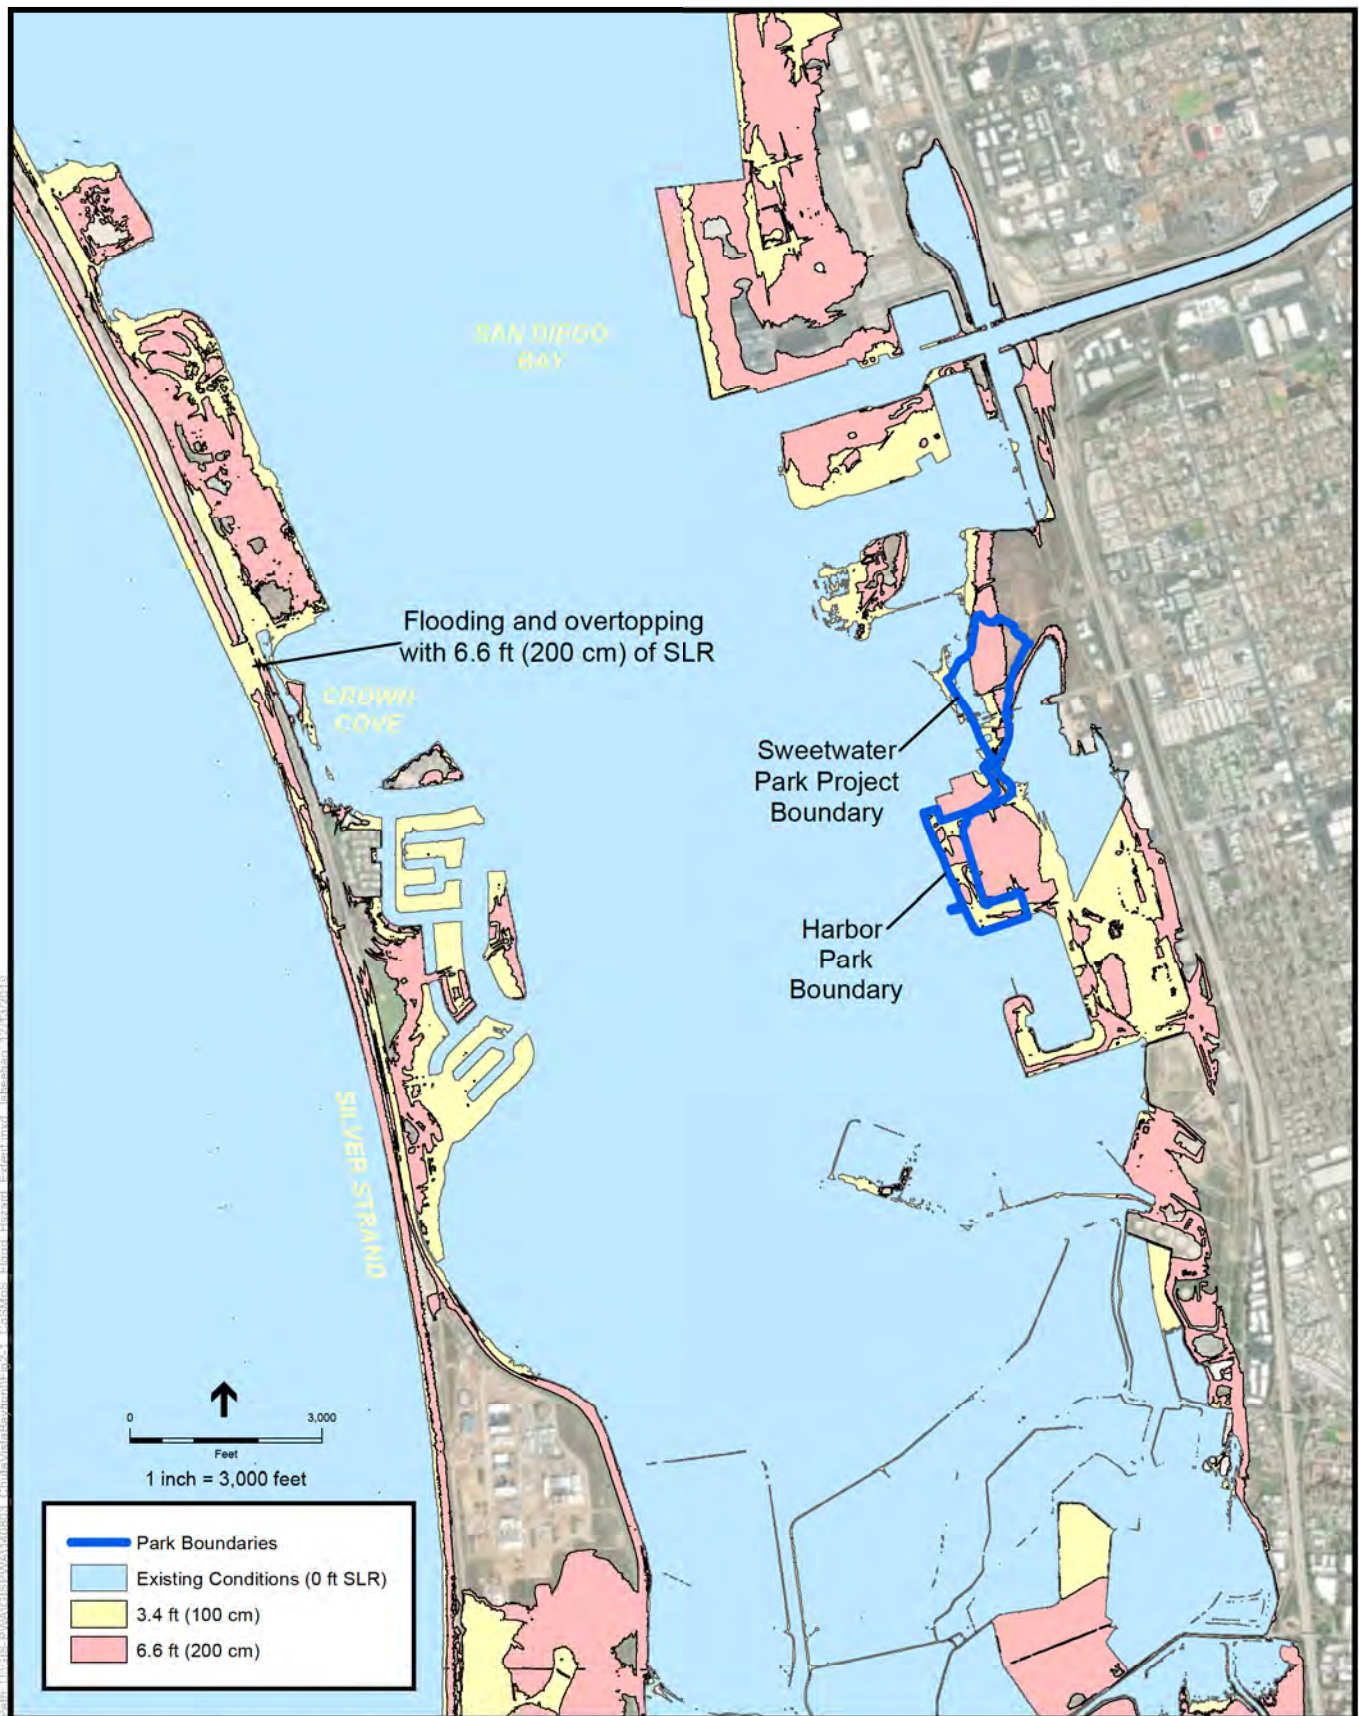 SAN DIEGO
BAY
Flooding and overtopping
with 6.6 ft (200 cm) of SLR
CROWN
COVE
Sweetwater
Park Project
Boundary
Harbor
Park
Boundary
SILVER STRAND
0 3,000
Feet
1 inch = 3,000 feet
Park Boundaries
Existing Conditions (0 ft SLR)
3.4 ft (100 cm)
6.6 ft (200 cm)